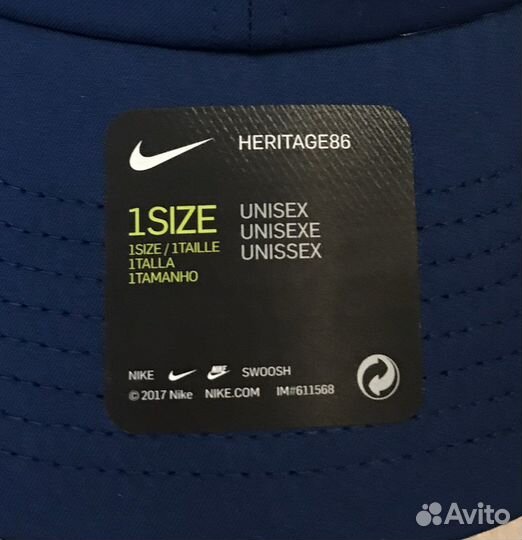 HERITAGE86
1SIZE
1SIZE / 1TAILLE
1TALLA
1TAMANHO
UNISEX
UNISEXE
UNISSEX
NIKE SWOOSH
© 2017 Nike NIKE.COM IM#611568
Avito